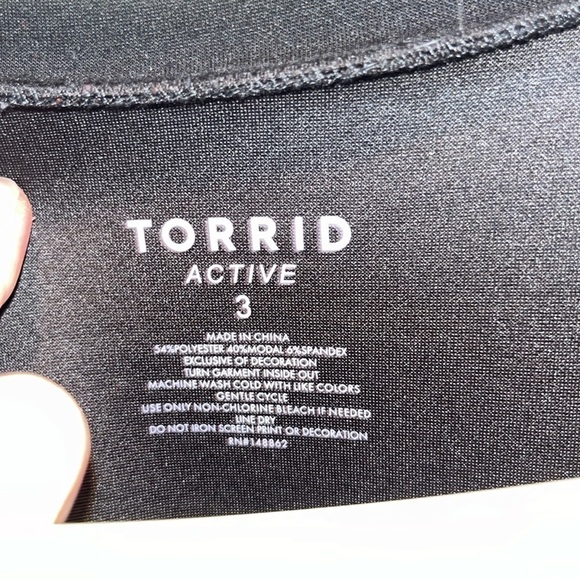 TORRID
ACTIVE
3
MADE IN CHINA
54%POLYESTER 40%MODAL 6%SPANDEX
EXCLUSIVE OF DECORATION
TURN GARMENT INSIDE OUT
MACHINE WASH COLD WITH LIKE COLORS
GENTLE CYCLE
USE ONLY NON-CHLORINE BLEACH IF NEEDED
LINE DRY
DO NOT IRON SCREEN PRINT OR DECORATION
RN#148862